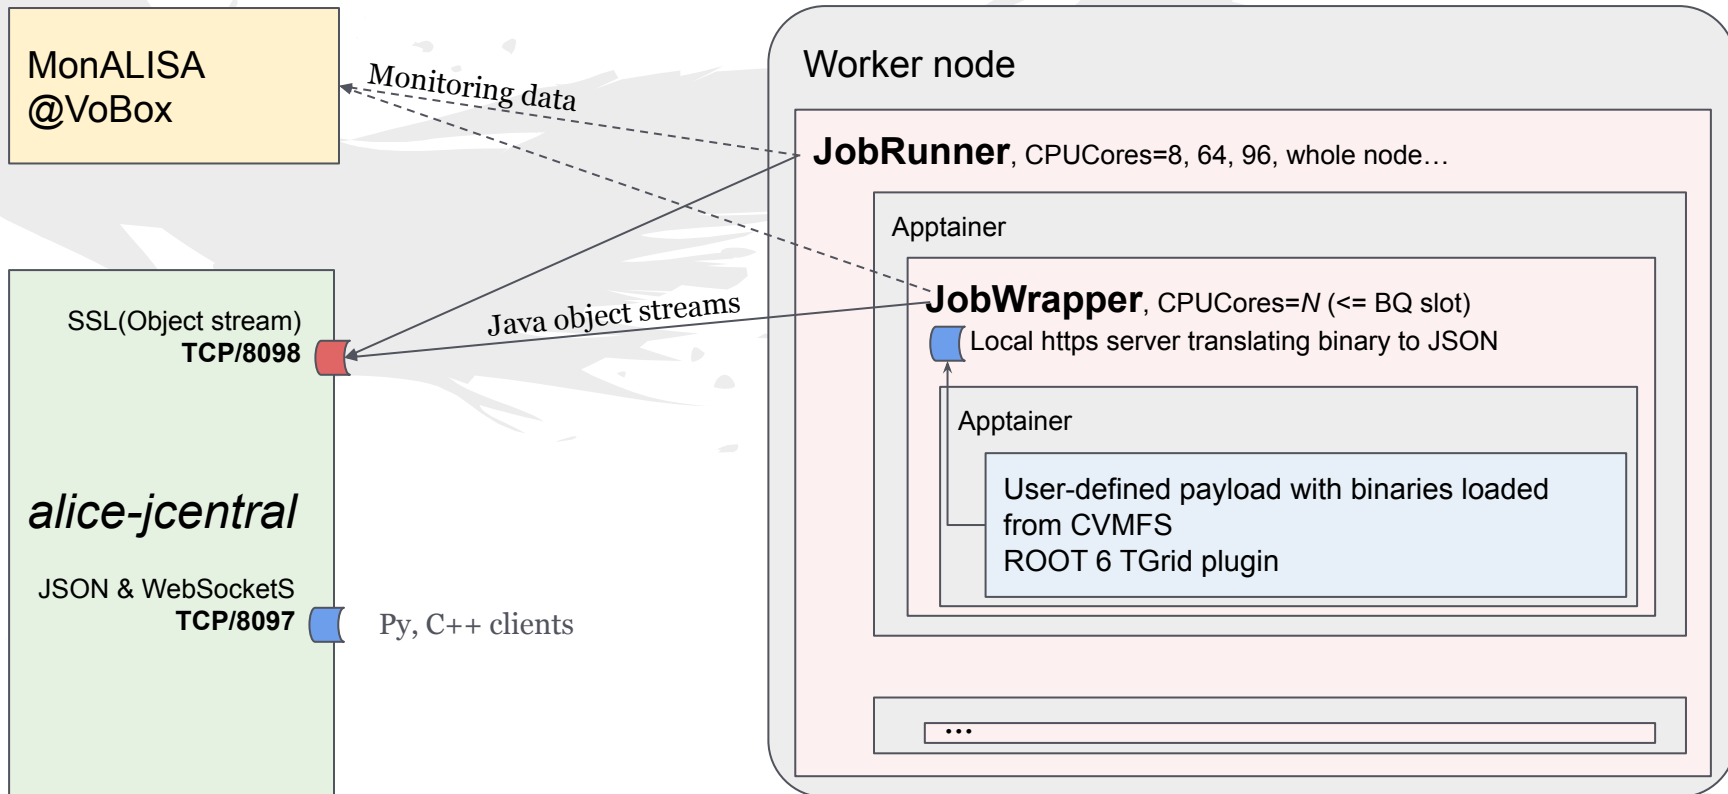 MonALISA
@VoBox
Monitoring data
SSL(Object stream)
TCP/8098
Java object streams
alice-jcentral
JSON & WebSocketS
TCP/8097
Py, C++ clients
Worker node
JobRunner, CPUCores=8, 64, 96, whole node…
Apptainer
JobWrapper, CPUCores=N (<= BQ slot)
Local https server translating binary to JSON
Apptainer
User-defined payload with binaries loaded
from CVMFS
ROOT 6 TGrid plugin
...